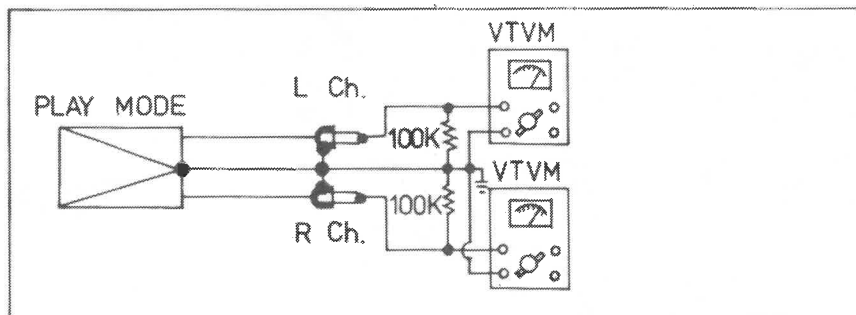 VTVM
L Ch.
PLAY MODE
100K
VTVM
100K
R Ch.